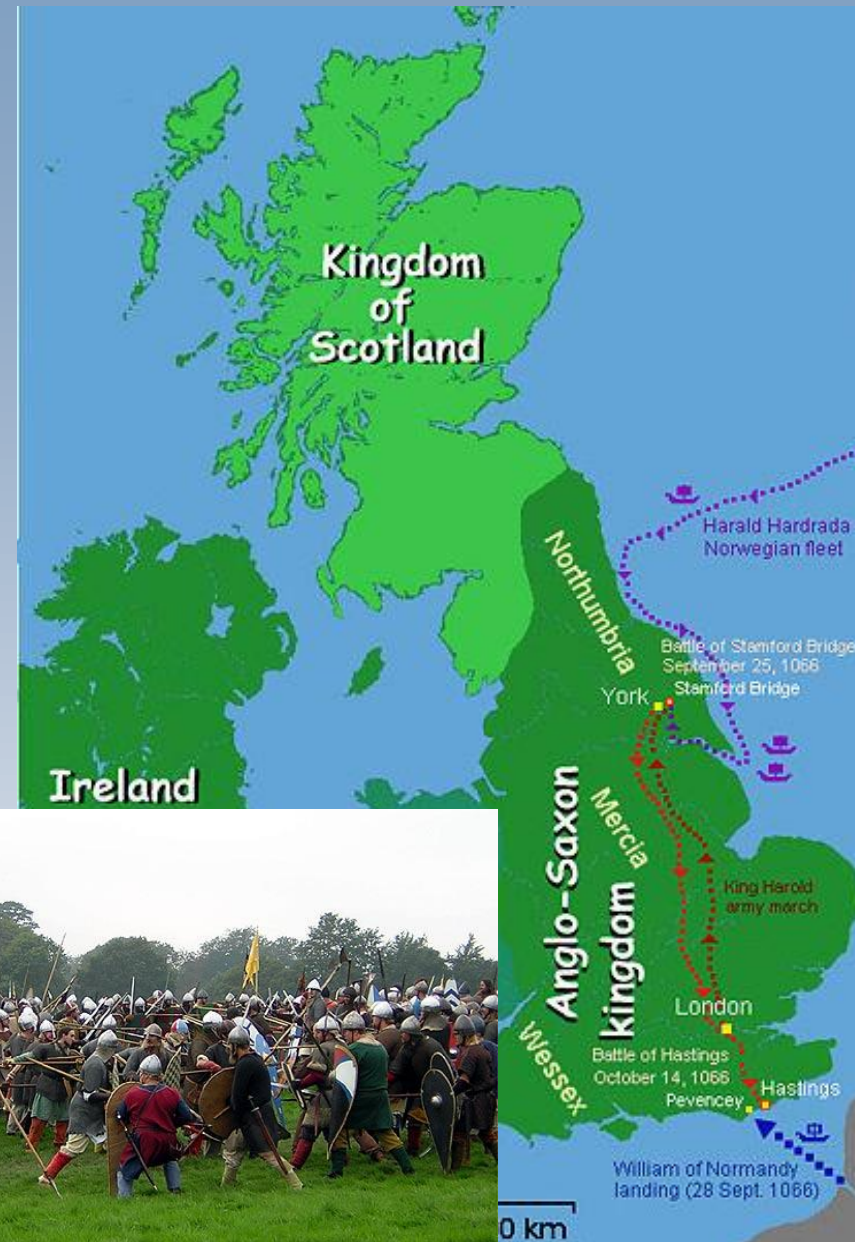 Kingdom
of
Scotland
Harald Hardrada
Norwegian fleet
Northumbria
Battle of Stamford Bridge
September 25, 1066
Stamford Bridge
York
Ireland
Mercia
Anglo-Saxon
kingdom
King Harold
army march
London
Wessex
Battle of Hastings
October 14, 1066
Pevencey
Hastings
William of Normandy
landing (28 Sept. 1066)
0 km